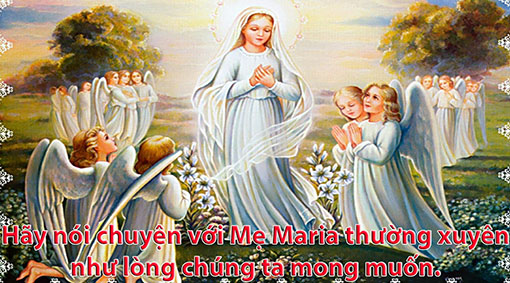 Hãy nói chuyện với Mẹ Maria thường xuyên
như lòng chúng ta mong muốn.